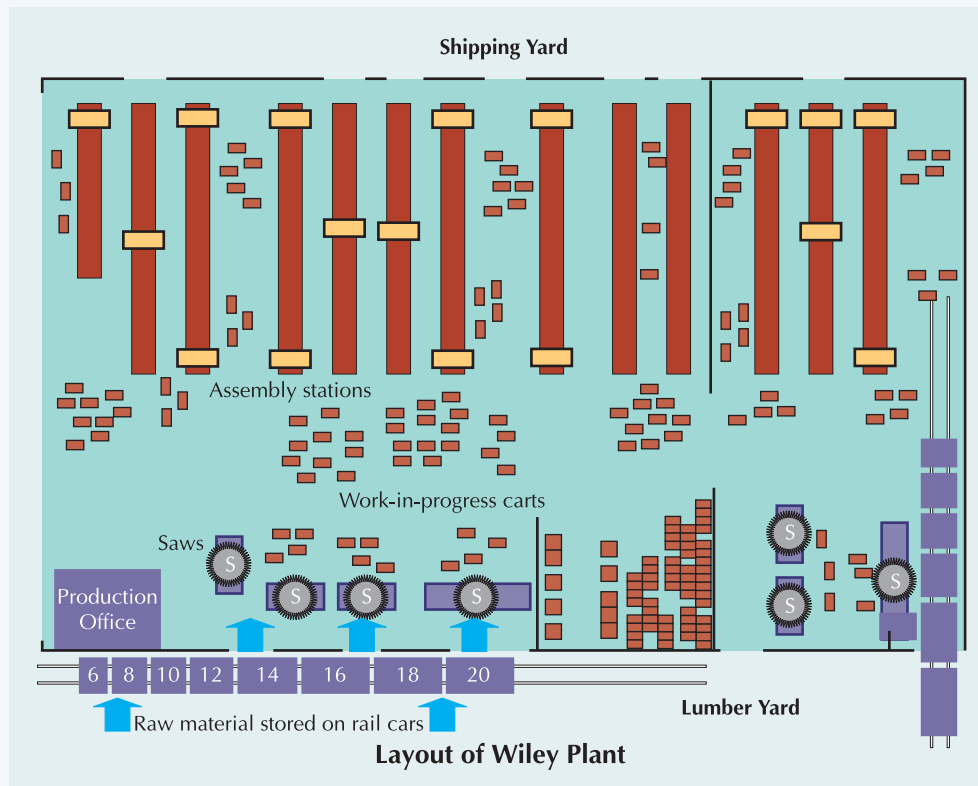 Shipping Yard
Assembly stations
Work-in-progress carts
Saws
S
S
S
S
S
S
S
Production
Office
6 8 10 12 14 16 18 20
Raw material stored on rail cars
Lumber Yard
Layout of Wiley Plant